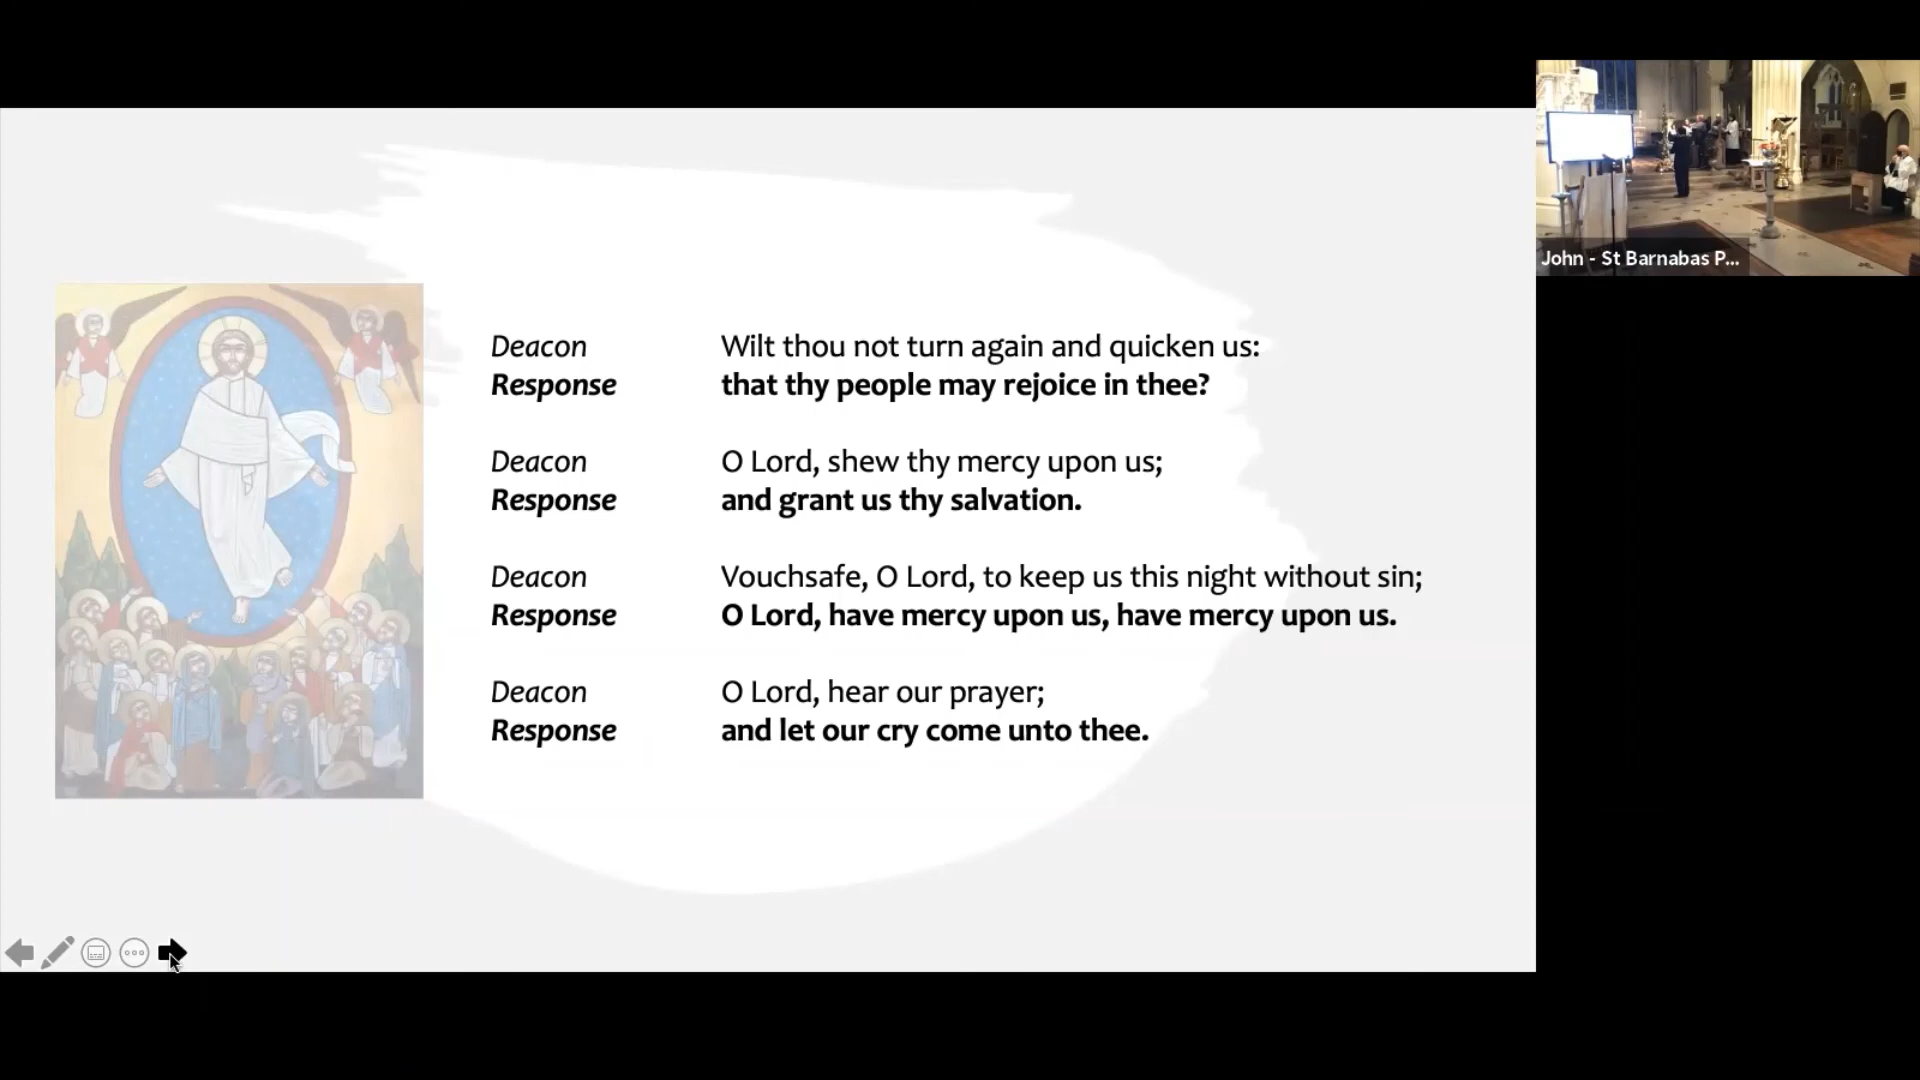 Deacon Wilt thou not turn again and quicken us:
Response that thy people may rejoice in thee?
Deacon O Lord, shew thy mercy upon us;
Response and grant us thy salvation.
Deacon Vouchsafe, O Lord, to keep us this night without sin;
Response O Lord, have mercy upon us, have mercy upon us.
Deacon O Lord, hear our prayer;
Response and let our cry come unto thee.
John - St Barnabas P...